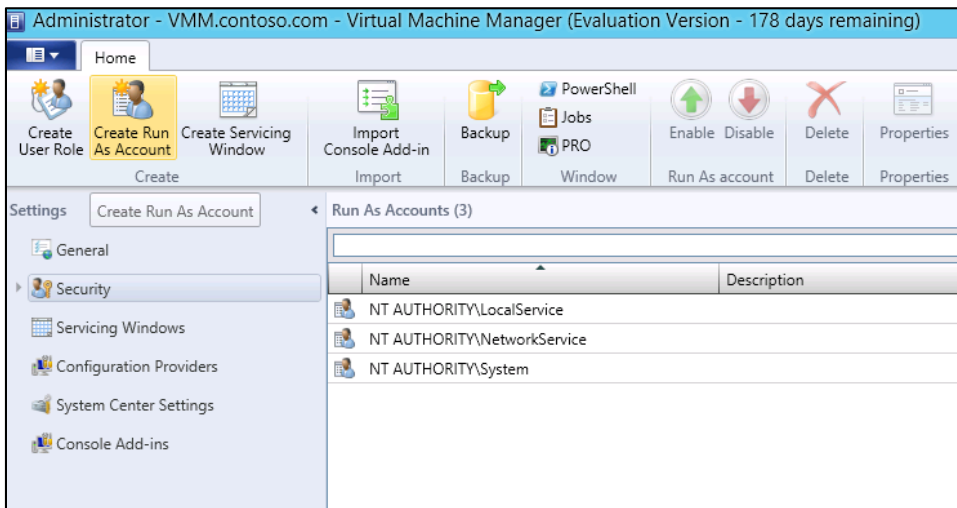 Administrator - VMM.contoso.com - Virtual Machine Manager (Evaluation Version - 178 days remaining)
Home
Create
User Role
Create Run
As Account
Create Servicing
Window
Import
Console Add-in
Backup
PowerShell
Jobs
PRO
Enable
Disable
Delete
Properties
Create
Import
Backup
Window
Run As account
Delete
Properties
Settings
Create Run As Account
Run As Accounts (3)
General
Security
Servicing Windows
Configuration Providers
System Center Settings
Console Add-ins
Name
Description
NT AUTHORITY\LocalService
NT AUTHORITY\NetworkService
NT AUTHORITY\System